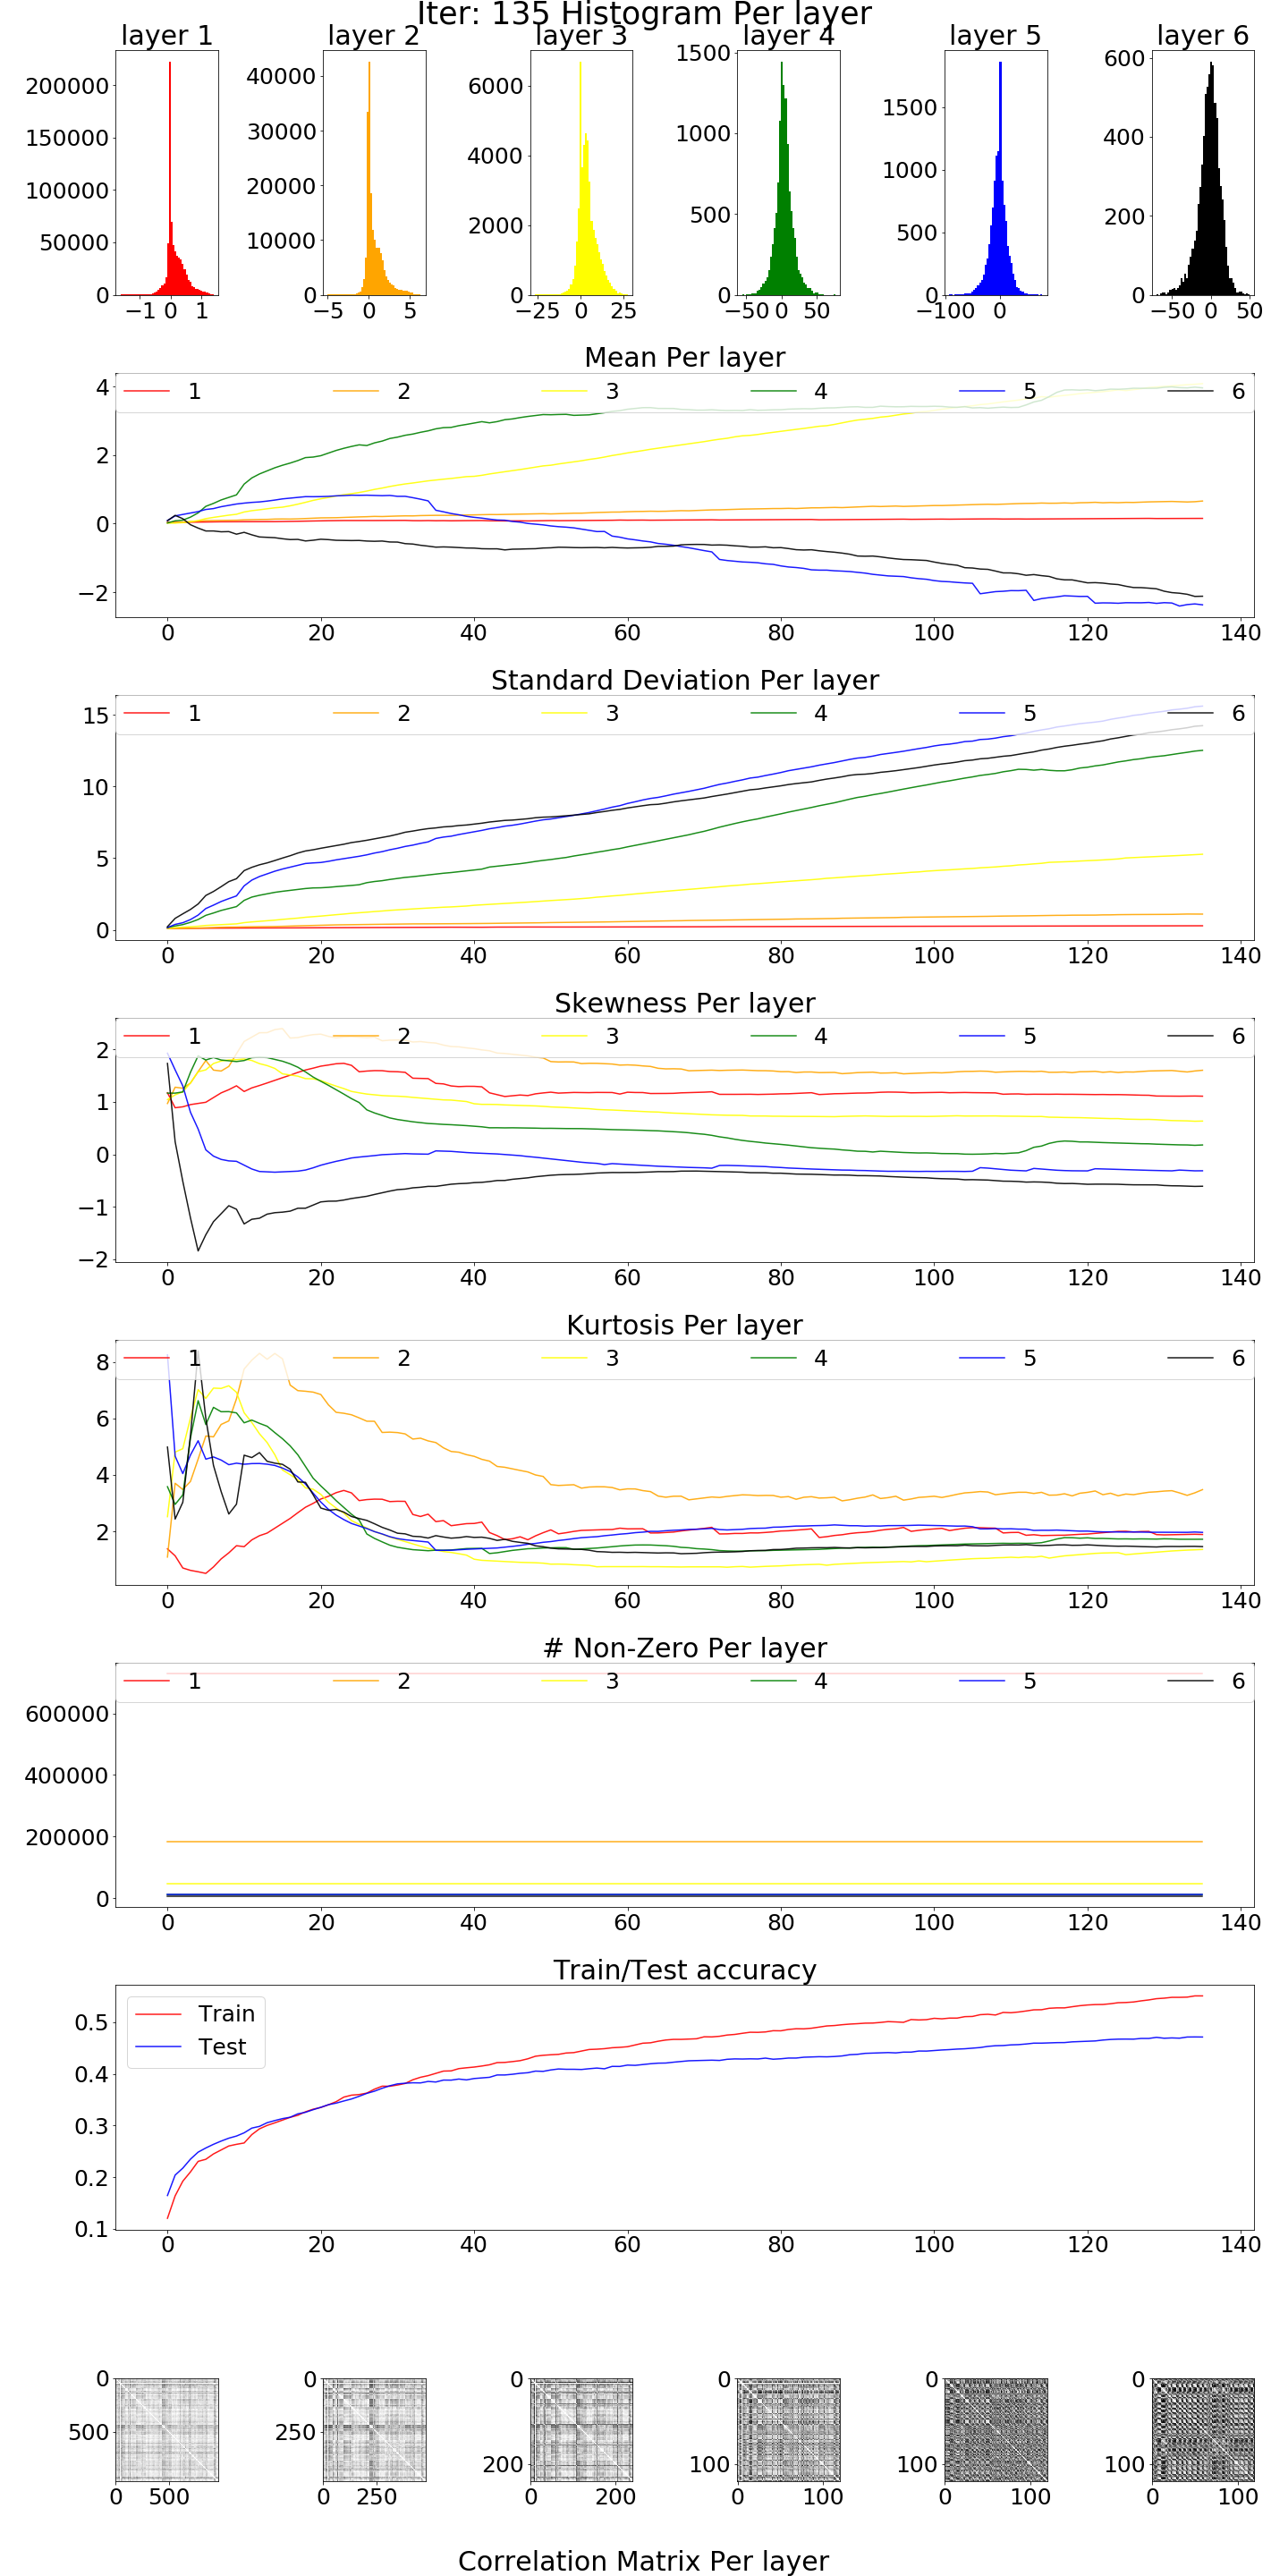 Iter: 135 Histogram Per layer
layer 1 layer 2 layer 3 layer 4 layer 5 layer 6
200000 150000 100000 50000 0
−1 0 1
40000 30000 20000 10000 0
−5 0 5
6000 4000 2000 0
−25 0 25
1500 1000 500 0
−50 0 50
1500 1000 500 0
−100 0
600 400 200 0
−50 0 50
Mean Per layer
1 2 3 4 5 6
4
2
0
−2
0 20 40 60 80 100 120 140
Standard Deviation Per layer
1 2 3 4 5 6
15
10
5
0
0 20 40 60 80 100 120 140
Skewness Per layer
1 2 3 4 5 6
2
1
0
−1
−2
0 20 40 60 80 100 120 140
Kurtosis Per layer
1 2 3 4 5 6
8
6
4
2
0 20 40 60 80 100 120 140
# Non-Zero Per layer
1 2 3 4 5 6
600000
400000
200000
0
0 20 40 60 80 100 120 140
Train/Test accuracy
Train
Test
0.5
0.4
0.3
0.2
0.1
0 20 40 60 80 100 120 140
0 500
0 500
0 250
0 250
0 200
0 200
0 100
0 100
0 100
0 100
0 100
0 100
Correlation Matrix Per layer